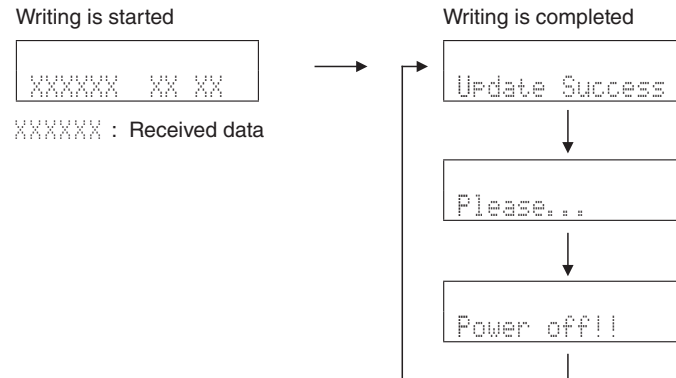 Writing is started
XXXXXX XX XX
XXXXXX : Received data
Writing is completed
Update Success
Please...
Power off!!